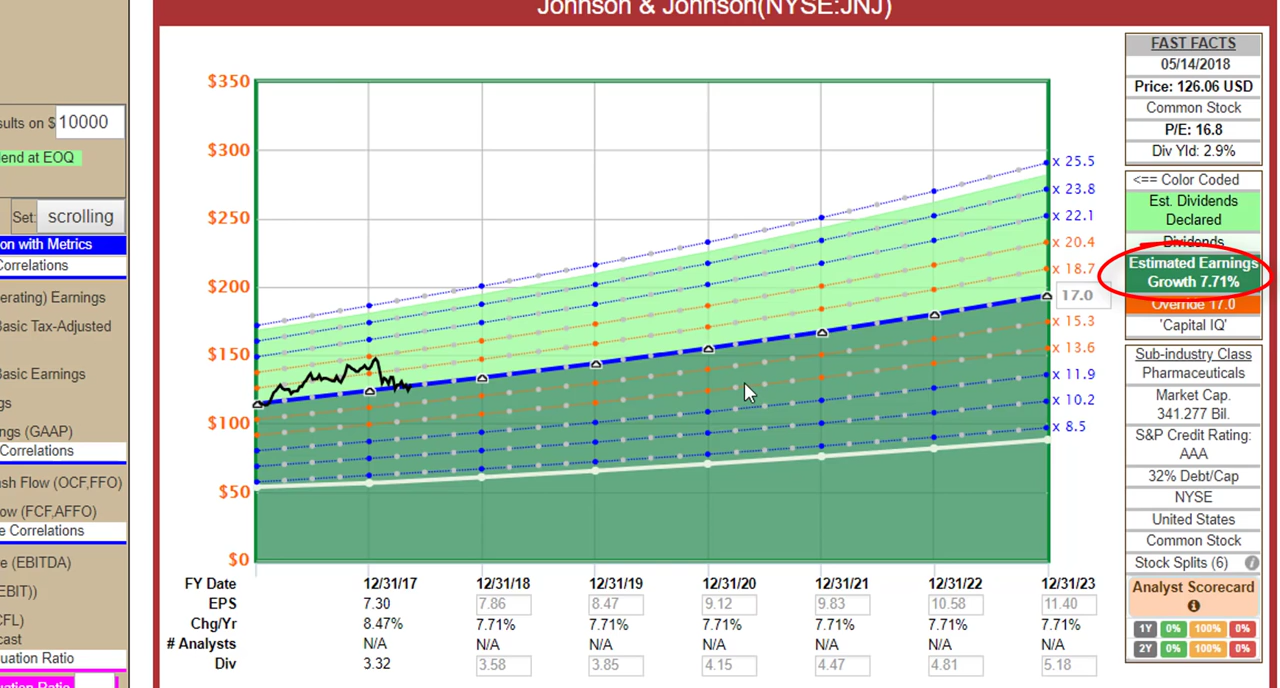 Johnson & Johnson(NYSE:JNJ)
sults on $ 10000
lend at EOQ
Set: scrolling
on with Metrics
Correlations
erating) Earnings
Basic Tax-Adjusted
Basic Earnings
gs
ngs (GAAP)
Correlations
ash Flow (OCF,FFO)
ow (FCF,AFFO)
e Correlations
e (EBITDA)
EBIT))
CFL)
cast
uation Ratio
uation Ratio
$350
$300
$250
$200
$150
$100
$50
$0
x 25.5
x 23.8
x 22.1
x 20.4
x 18.7
17.0
x 15.3
x 13.6
x 11.9
x 10.2
x 8.5
FY Date 12/31/17 12/31/18 12/31/19 12/31/20 12/31/21 12/31/22 12/31/23
EPS 7.30 7.86 8.47 9.12 9.83 10.58 11.40
Chg/Yr 8.47% 7.71% 7.71% 7.71% 7.71% 7.71% 7.71%
# Analysts N/A N/A N/A N/A N/A N/A N/A
Div 3.32 3.58 3.85 4.15 4.47 4.81 5.18
FAST FACTS
05/14/2018
Price: 126.06 USD
Common Stock
P/E: 16.8
Div Yld: 2.9%
<== Color Coded
Est. Dividends
Declared
Dividends
Estimated Earnings
Growth 7.71%
Override 17.0
'Capital IQ'
Sub-industry Class
Pharmaceuticals
Market Cap.
341.277 Bil.
S&P Credit Rating:
AAA
32% Debt/Cap
NYSE
United States
Common Stock
Stock Splits (6) i
Analyst Scorecard
i
1Y 0% 100% 0%
2Y 0% 100% 0%